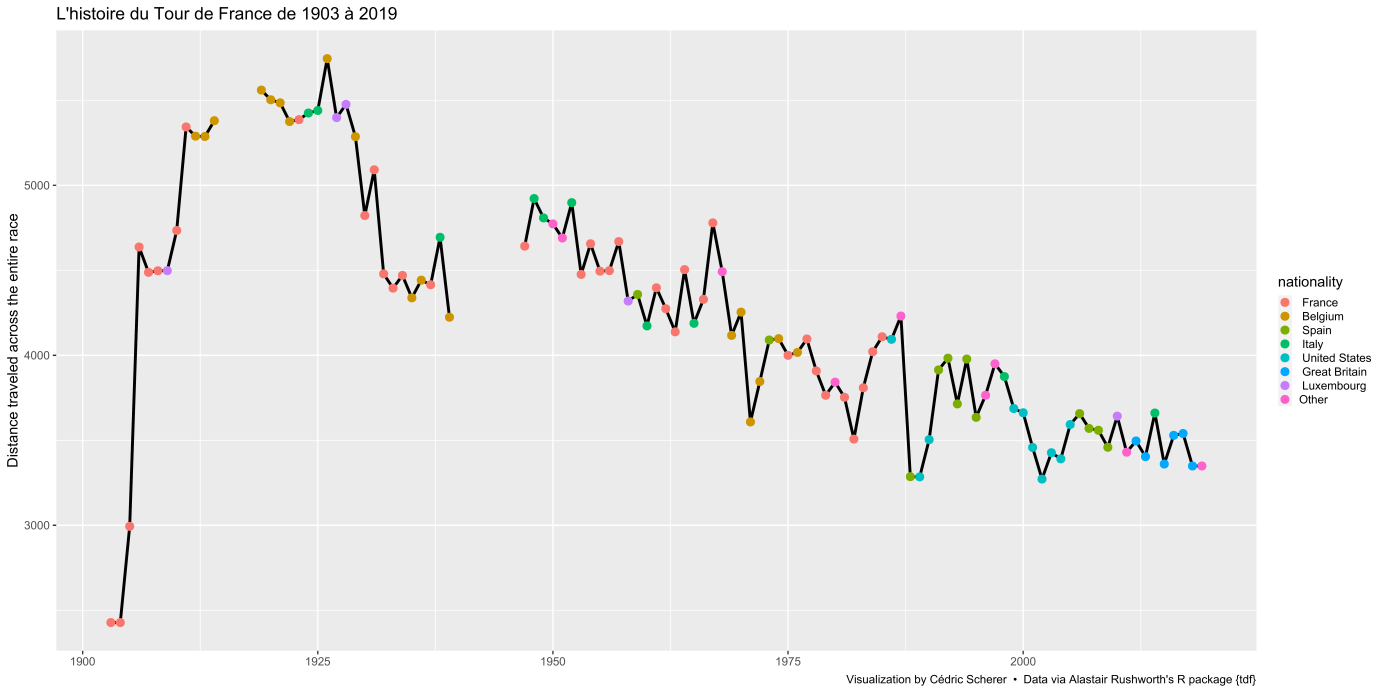 L'histoire du Tour de France de 1903 à 2019
Distance traveled across the entire race
5000
4000
3000
1900
1925
1950
1975
2000
nationality
France
Belgium
Spain
Italy
United States
Great Britain
Luxembourg
Other
Visualization by Cédric Scherer • Data via Alastair Rushworth's R package {tdf}